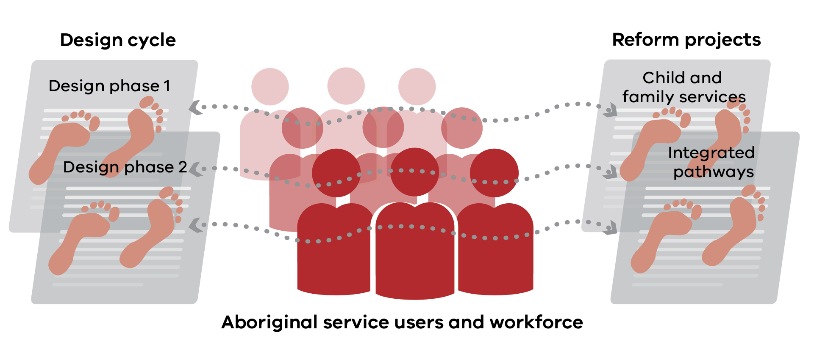 Design cycle
Reform projects
Design phase 1
Child and
family services
Design phase 2
Integrated
pathways
Aboriginal service users and workforce